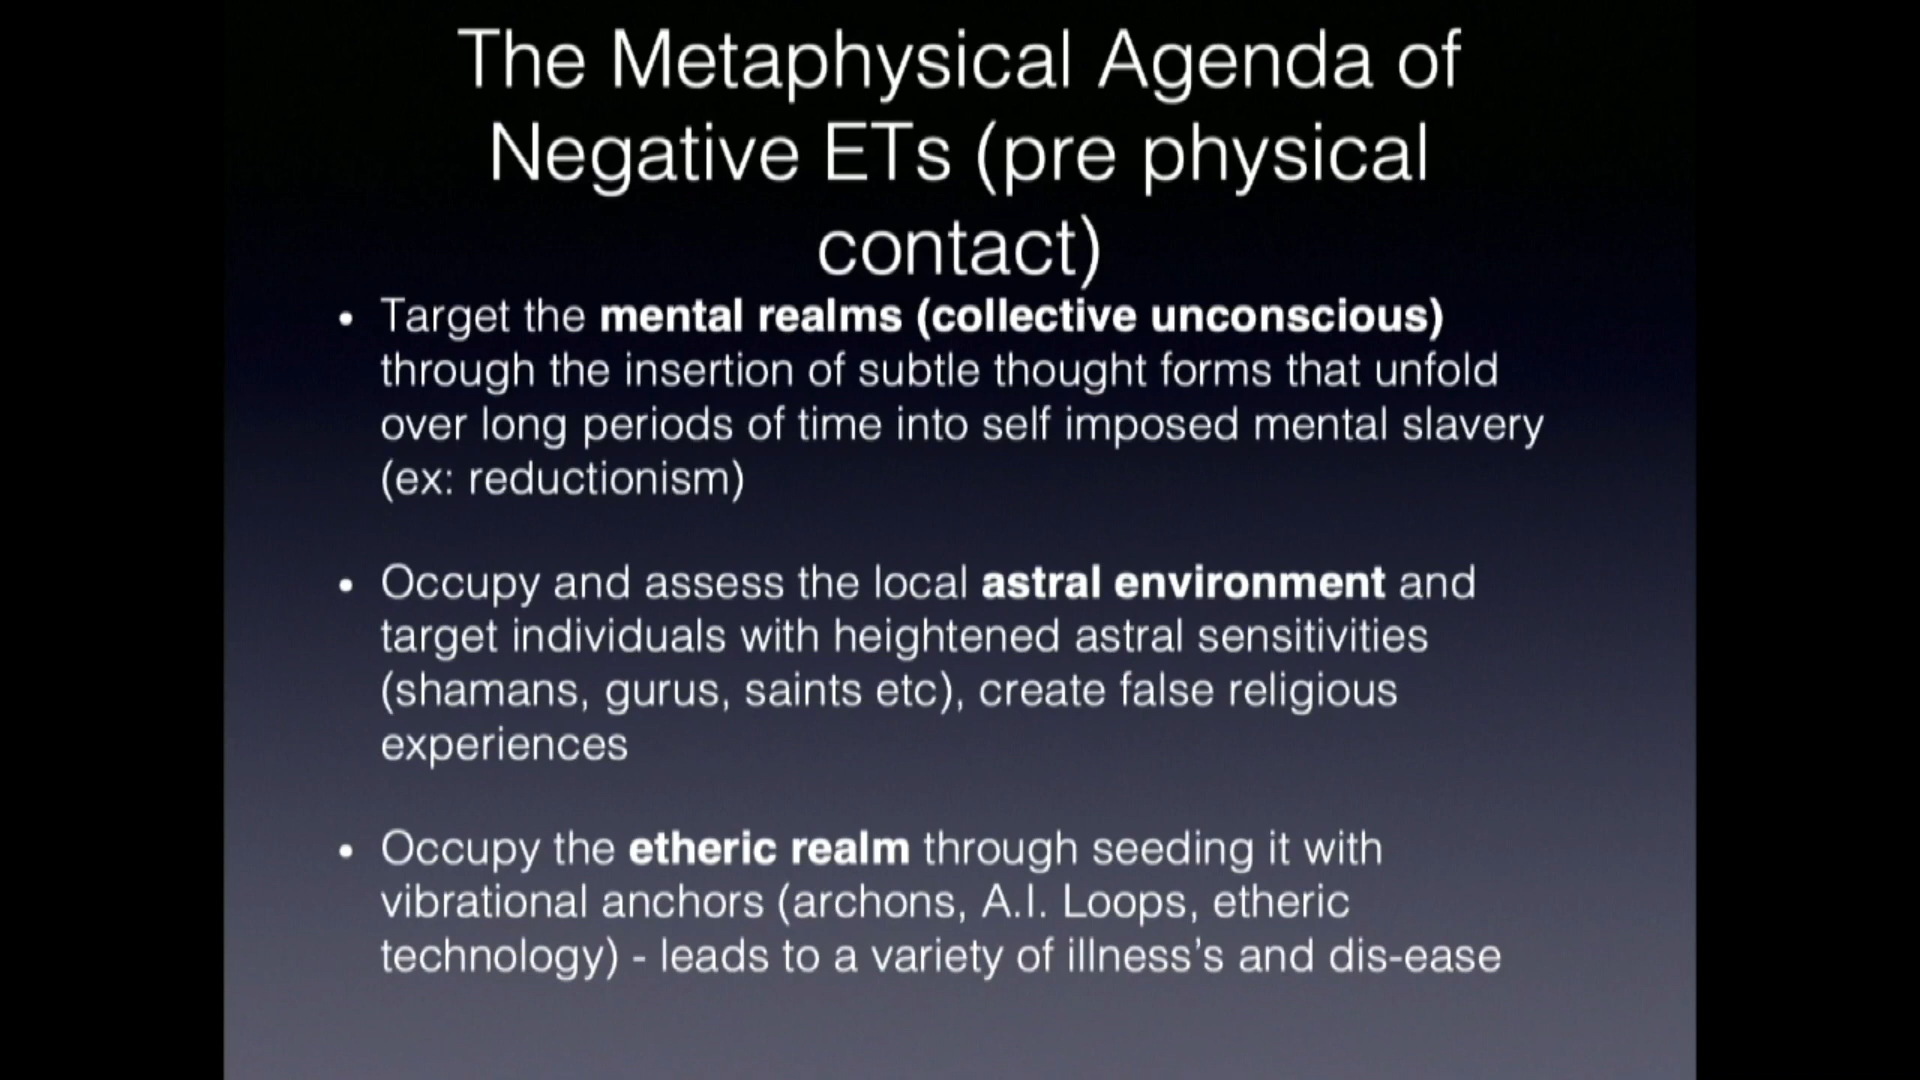 The Metaphysical Agenda of
Negative ETs (pre physical
contact)
• Target the mental realms (collective unconscious)
through the insertion of subtle thought forms that unfold
over long periods of time into self imposed mental slavery
(ex: reductionism)
• Occupy and assess the local astral environment and
target individuals with heightened astral sensitivities
(shamans, gurus, saints etc), create false religious
experiences
• Occupy the etheric realm through seeding it with
vibrational anchors (archons, A.I. Loops, etheric
technology) - leads to a variety of illness’s and dis-ease